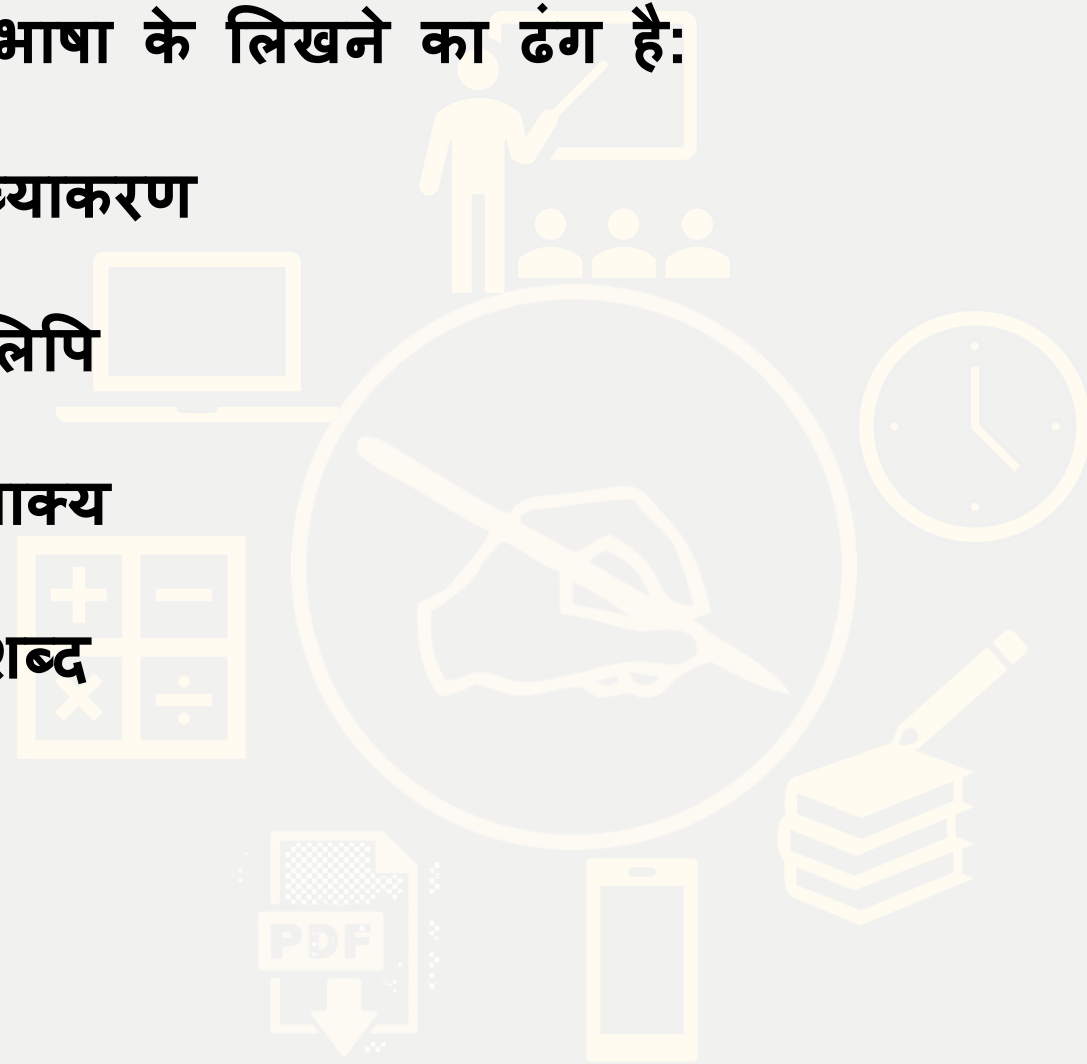 भाषा के लिखने का ढंग है:
व्याकरण
लिपि
वाक्य
शब्द
PDF